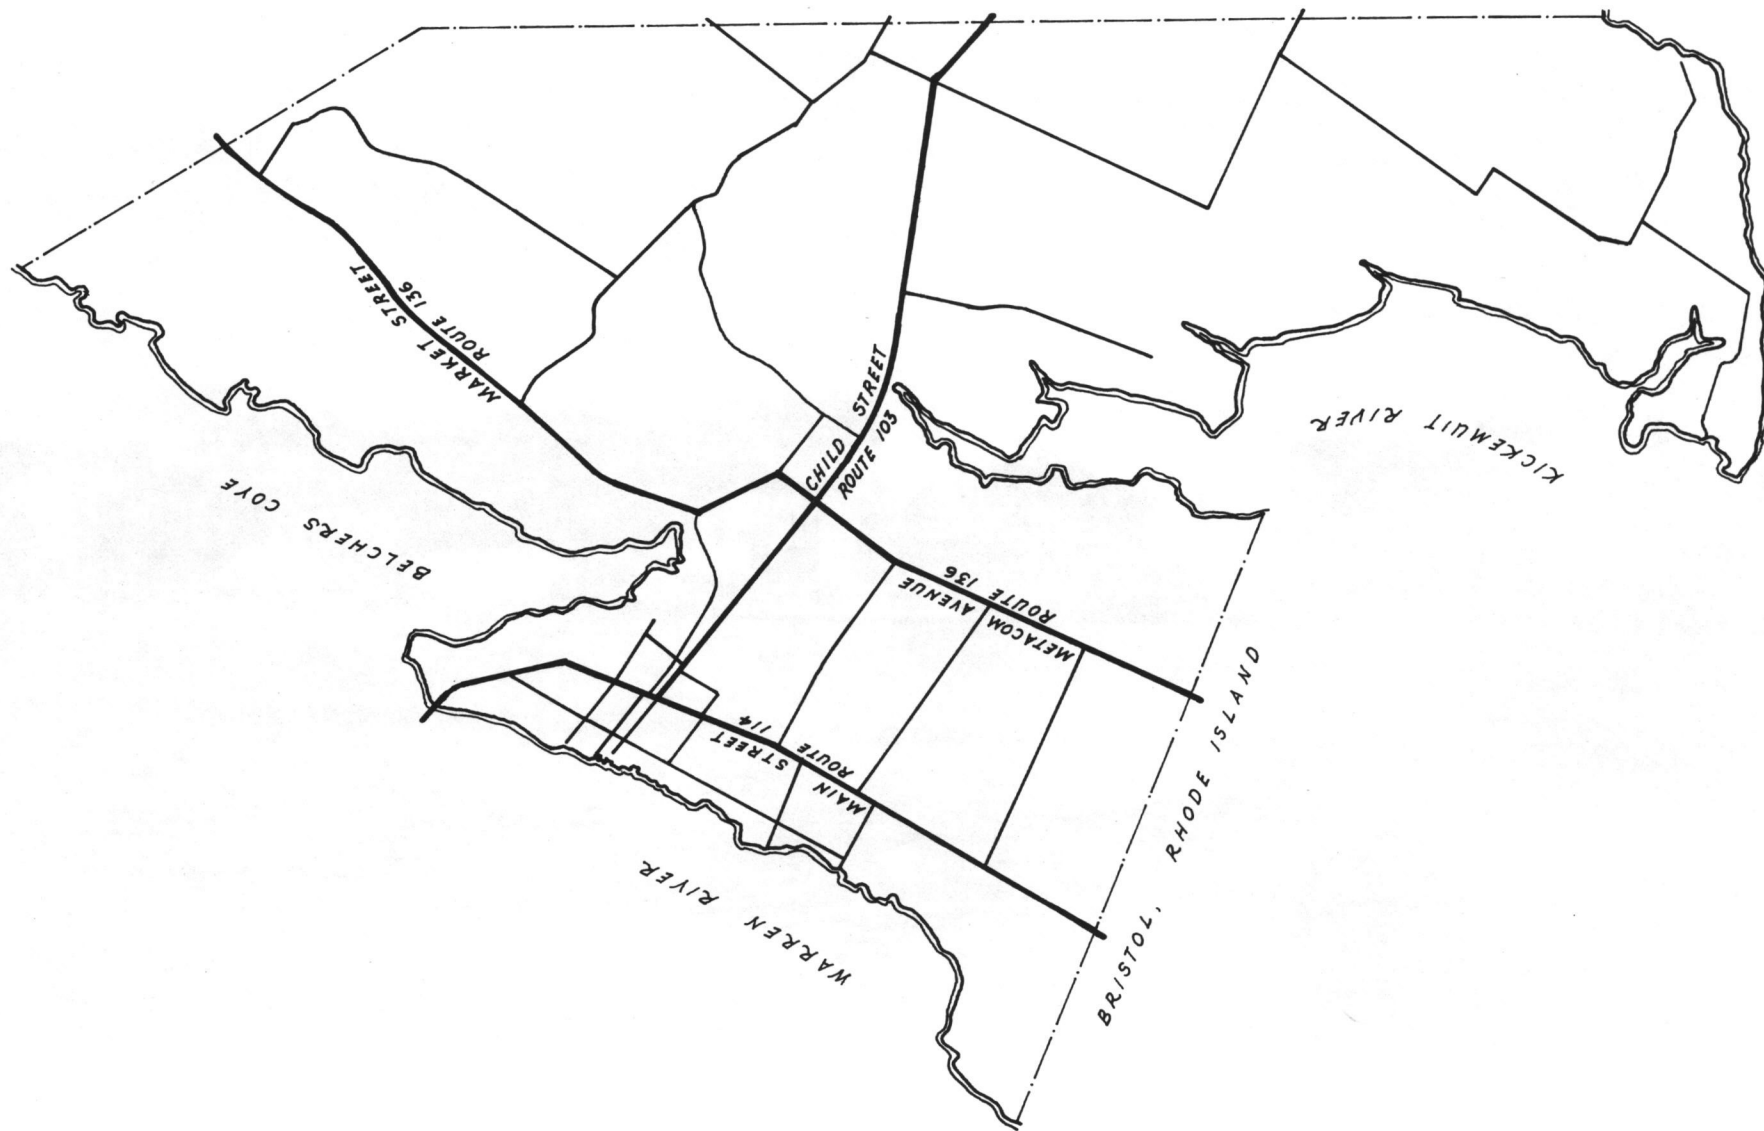 MARKET STREET
ROUTE 136
CHILD STREET
ROUTE 103
KICKEMUIT RIVER
BELCHERS COVE
ROUTE 136
METACOM AVENUE
ROUTE 114
MAIN STREET
WARREN RIVER
BRISTOL, RHODE ISLAND